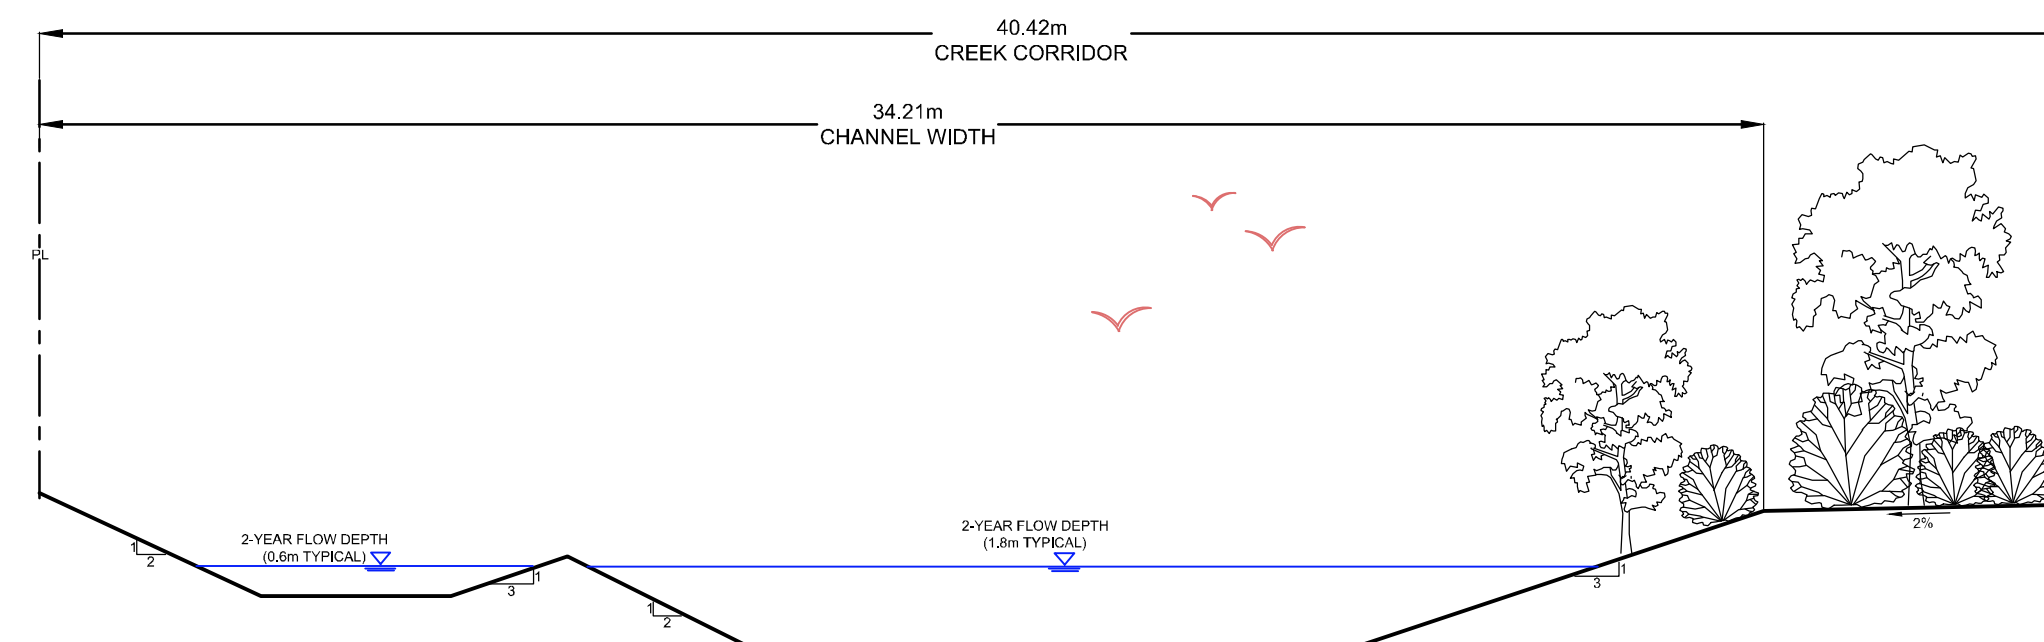 40.42m
CREEK CORRIDOR
34.21m
CHANNEL WIDTH
PL
2-YEAR FLOW DEPTH
(0.6m TYPICAL)
2-YEAR FLOW DEPTH
(1.8m TYPICAL)
2%
1
2
1
3
1
2
1
3